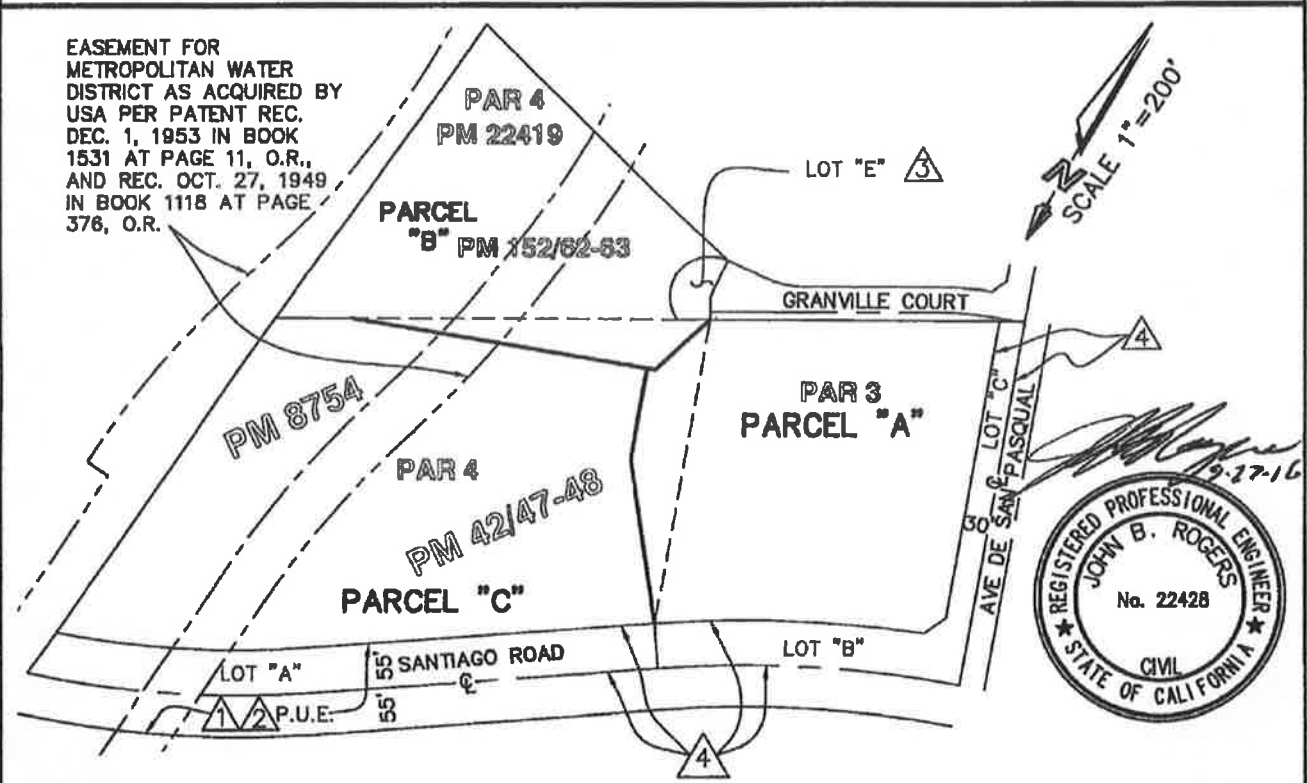 EASEMENT FOR
METROPOLITAN WATER
DISTRICT AS ACQUIRED BY
USA PER PATENT REC.
DEC. 1, 1953 IN BOOK
1531 AT PAGE 11, O.R.,
AND REC. OCT. 27, 1949
IN BOOK 1118 AT PAGE
376, O.R.
PAR 4
PM 22419
PARCEL
"B" PM 152/62-63
LOT "E" 3
N
SCALE 1"=200'
GRANVILLE COURT
4
PM 8754
PAR 4
PM 42/47-48
PARCEL "C"
PAR 3
PARCEL "A"
LOT "C"
30'
AVE DE SAN PASQUAL
9-27-16
REGISTERED PROFESSIONAL ENGINEER
JOHN B. ROGERS
No. 22428
CIVIL
STATE OF CALIFORNIA
LOT "A"
55'
SANTIAGO ROAD
LOT "B"
1 2 P.U.E.
55'
4